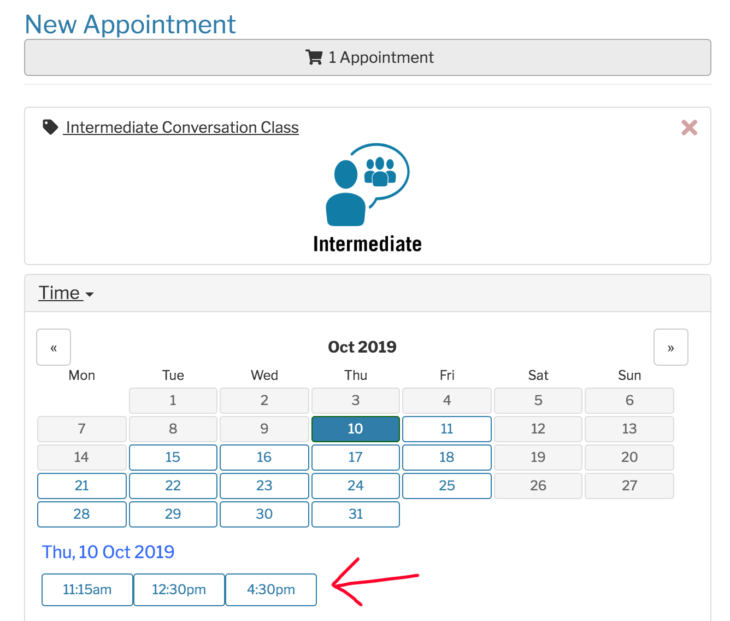 New Appointment
1 Appointment
Intermediate Conversation Class
Intermediate
Time
« Oct 2019 »
Mon Tue Wed Thu Fri Sat Sun
1 2 3 4 5 6
7 8 9 10 11 12 13
14 15 16 17 18 19 20
21 22 23 24 25 26 27
28 29 30 31
Thu, 10 Oct 2019
11:15am 12:30pm 4:30pm